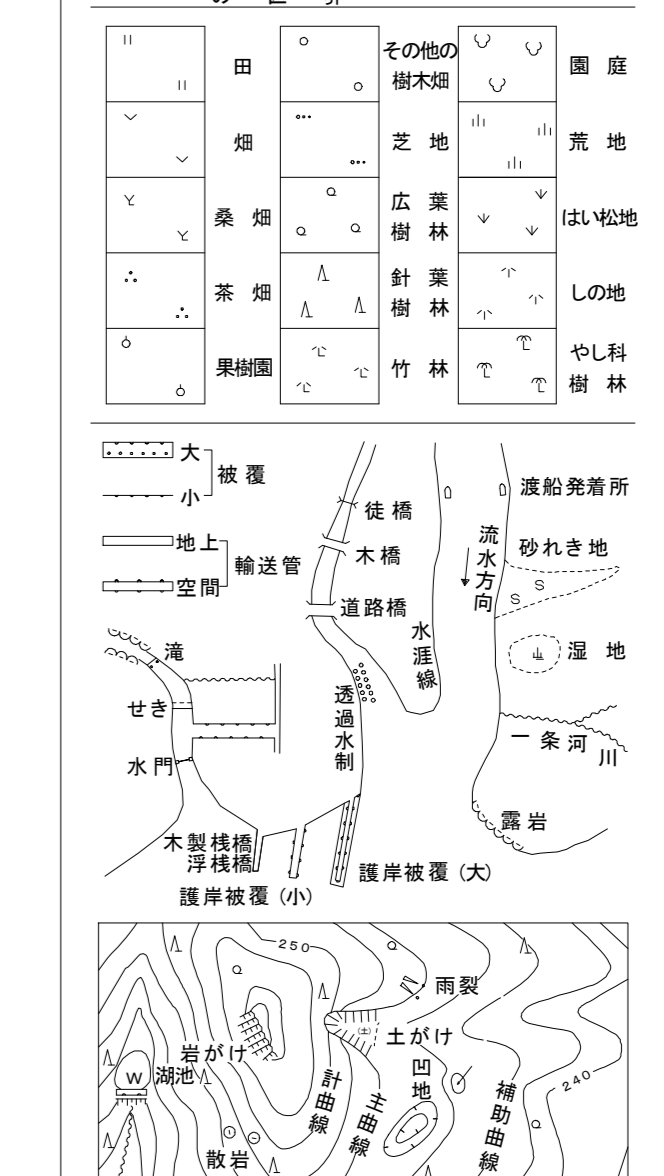 田
その他の
樹木畑
園庭
畑
芝地
荒地
桑畑
広葉
樹林
はい松地
茶畑
針葉
樹林
しの地
果樹園
竹林
やし科
樹林
大
小
被覆
地上
空間
輸送管
徒橋
木橋
道路橋
渡船発着所
流水方向
砂れき地
S
S
湿地
水涯線
一条河川
露岩
滝
せき
水門
透過水制
木製桟橋
浮桟橋
護岸被覆(小)
護岸被覆(大)
250
雨裂
(土)
土がけ
岩がけ
W
湖池
計曲線
主曲線
凹地
補助曲線
240
散岩